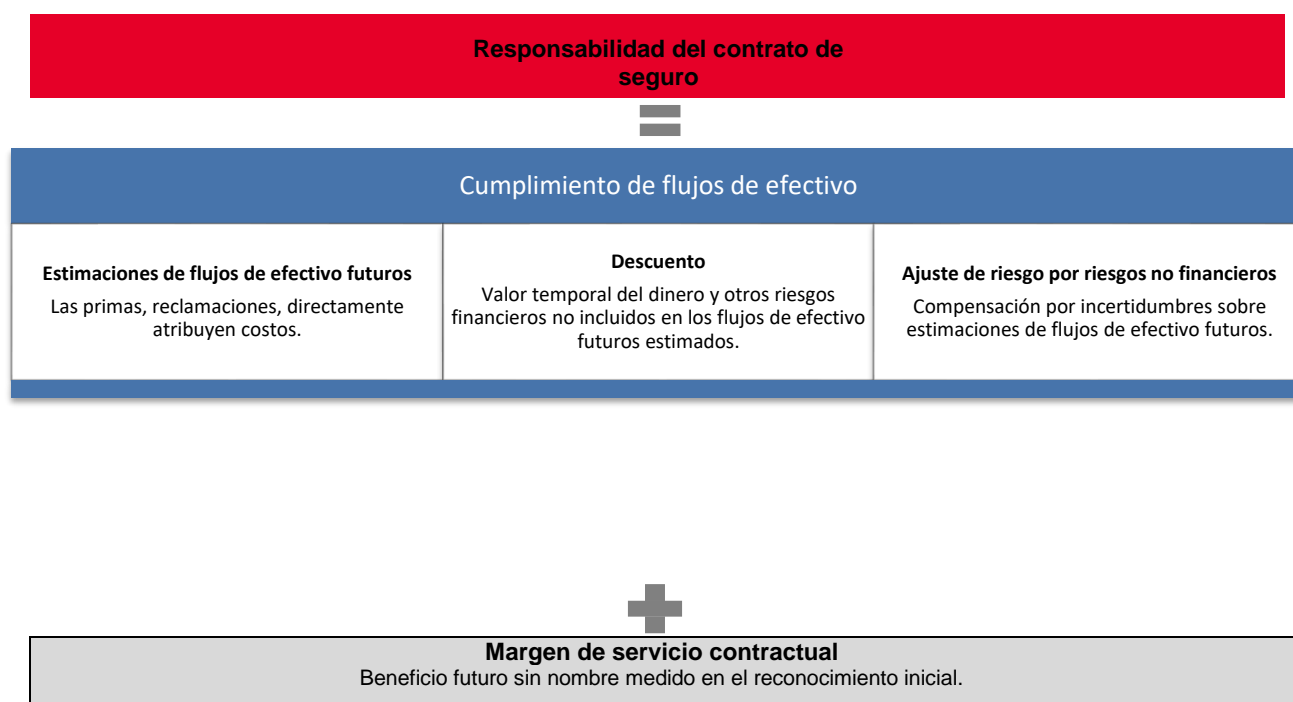 Responsabilidad del contrato de
seguro
Cumplimiento de flujos de efectivo
Estimaciones de flujos de efectivo futuros
Las primas, reclamaciones, directamente
atribuyen costos.
Descuento
Valor temporal del dinero y otros riesgos
financieros no incluidos en los flujos de efectivo
futuros estimados.
Ajuste de riesgo por riesgos no financieros
Compensación por incertidumbres sobre
estimaciones de flujos de efectivo futuros.
Margen de servicio contractual
Beneficio futuro sin nombre medido en el reconocimiento inicial.